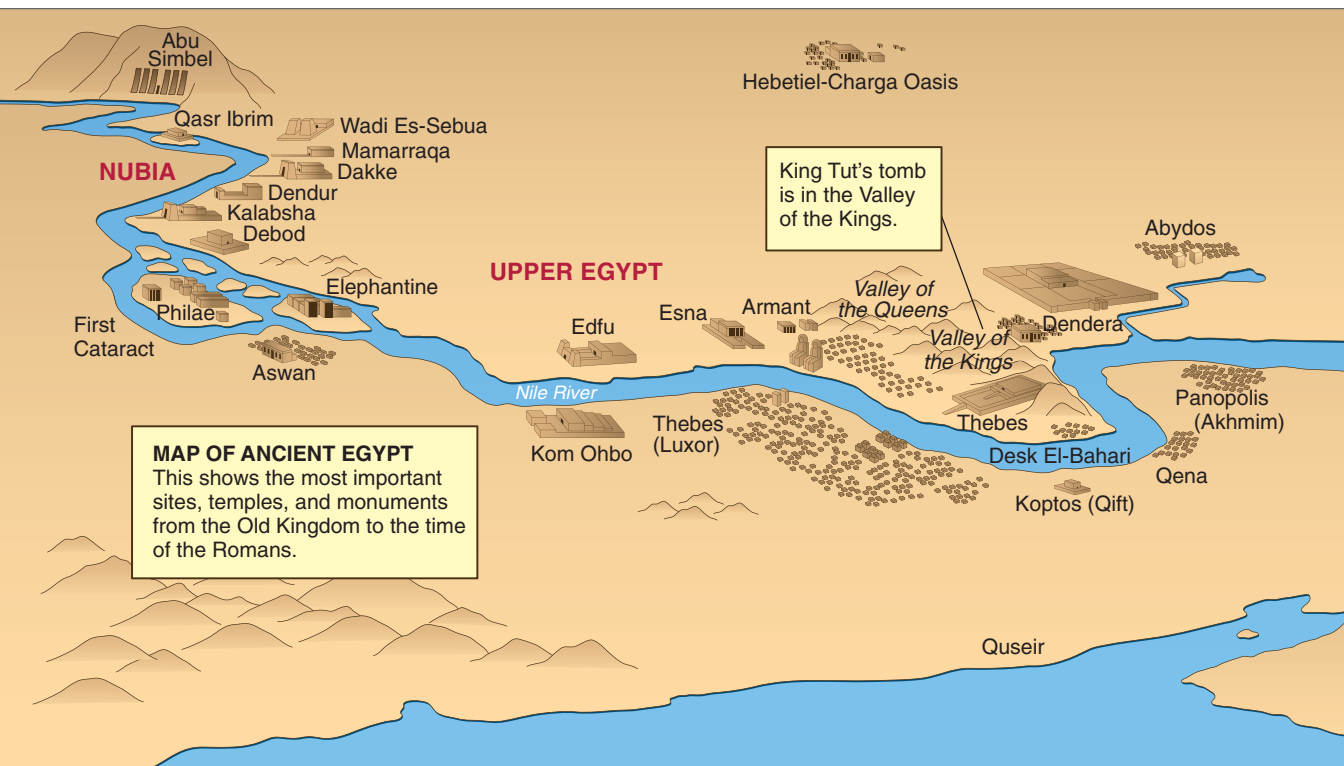 Abu
Simbel
Hebetiel-Charga Oasis
Qasr Ibrim
Wadi Es-Sebua
Mamarraqa
NUBIA
Dakke
Dendur
Kalabsha
Debod
King Tut’s tomb
is in the Valley
of the Kings.
Abydos
UPPER EGYPT
Elephantine
Philae
First
Cataract
Aswan
Edfu
Esna
Armant
Valley of
the Queens
Dendera
Valley of
the Kings
Nile River
Kom Ohbo
Thebes
(Luxor)
Thebes
Desk El-Bahari
Panopolis
(Akhmim)
Qena
Koptos (Qift)
MAP OF ANCIENT EGYPT
This shows the most important
sites, temples, and monuments
from the Old Kingdom to the time
of the Romans.
Quseir